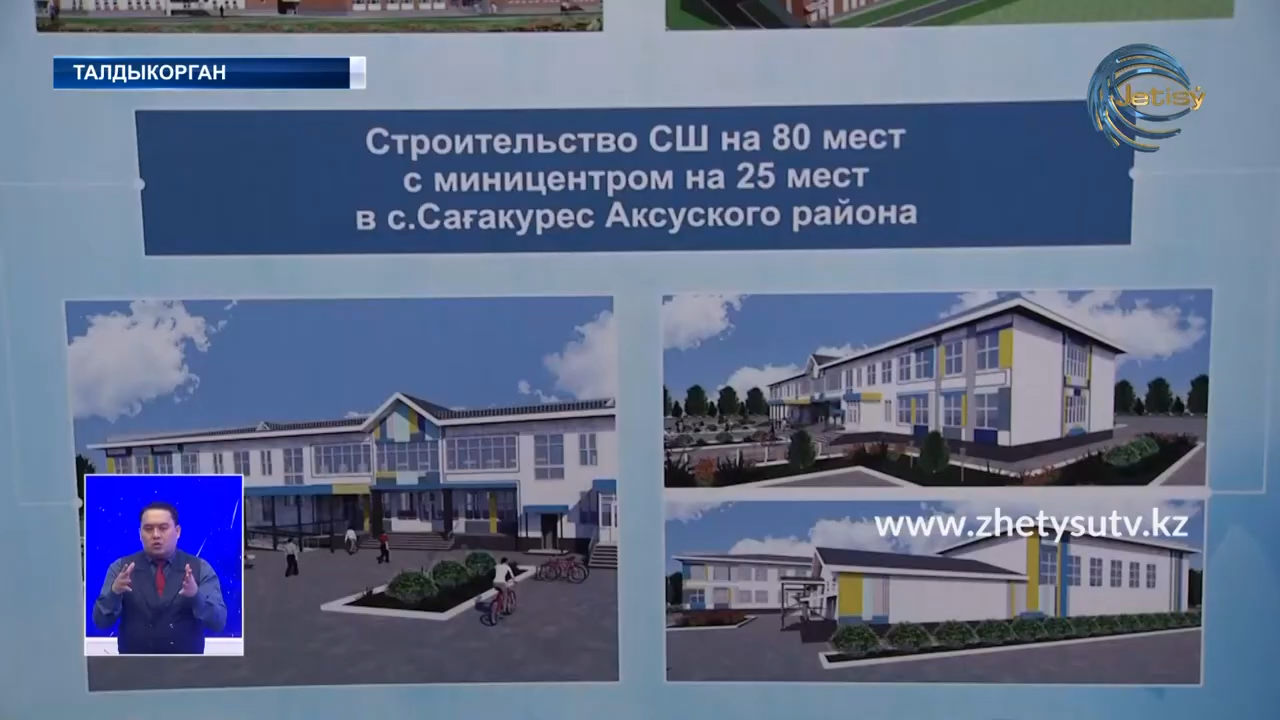 ТАЛДЫКОРГАН
Jetisý
Строительство СШ на 80 мест
с миницентром на 25 мест
в с.Сағакурес Аксуского района
www.zhetysutv.kz